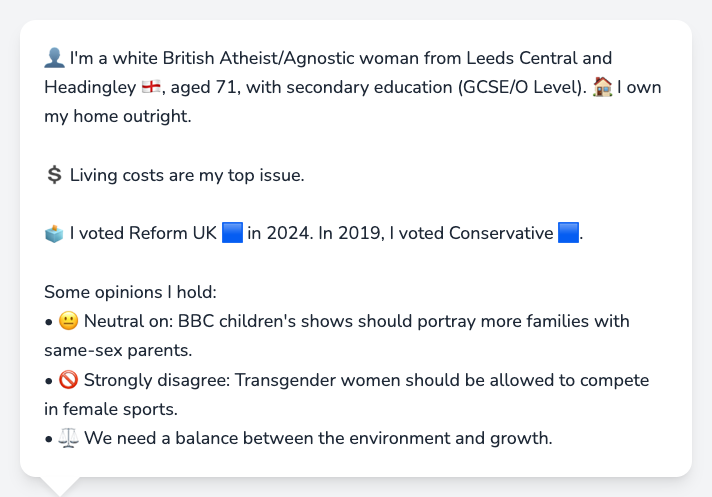 👤 I'm a white British Atheist/Agnostic woman from Leeds Central and
Headingley 🏴󠁧󠁢󠁥󠁮󠁧󠁿, aged 71, with secondary education (GCSE/O Level). 🏠 I own
my home outright.
💲 Living costs are my top issue.
🗳️ I voted Reform UK 🟦 in 2024. In 2019, I voted Conservative 🟦.
Some opinions I hold:
• 😐 Neutral on: BBC children's shows should portray more families with
same-sex parents.
• 🚫 Strongly disagree: Transgender women should be allowed to compete
in female sports.
• ⚖️ We need a balance between the environment and growth.